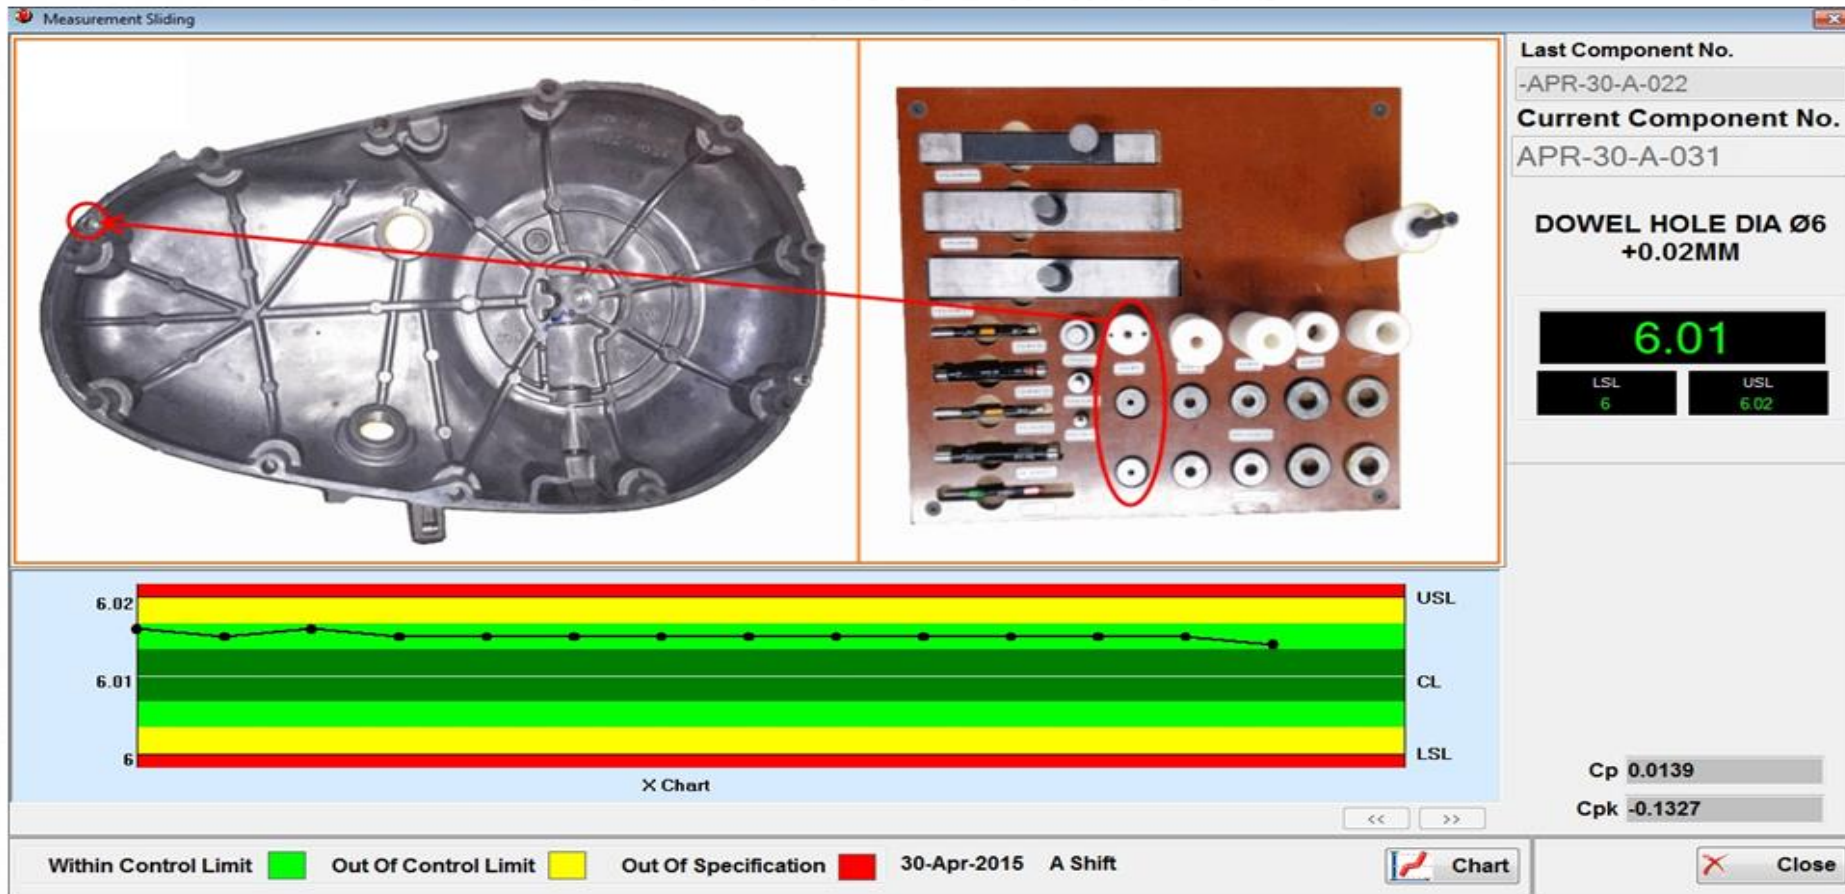 Measurement Sliding
Last Component No.
-APR-30-A-022
Current Component No.
APR-30-A-031
DOWEL HOLE DIA Ø6
+0.02MM
6.01
LSL
6
USL
6.02
6.02
USL
6.01
CL
6
LSL
X Chart
Cp 0.0139
Cpk -0.1327
<< >>
Within Control Limit
Out Of Control Limit
Out Of Specification
30-Apr-2015 A Shift
Chart
Close